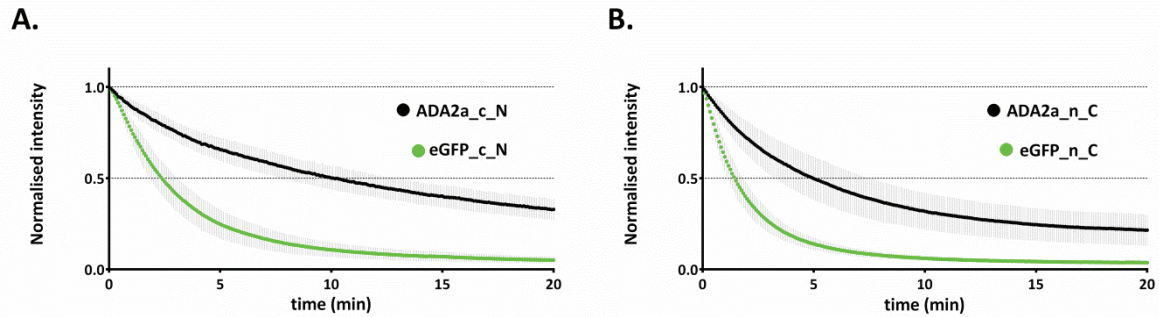 A.
Normalised intensity
1.0
0.5
0.0
ADA2a_c_N
eGFP_c_N
0 5 10 15 20
time (min)
B.
Normalised intensity
1.0
0.5
0.0
ADA2a_n_C
eGFP_n_C
0 5 10 15 20
time (min)